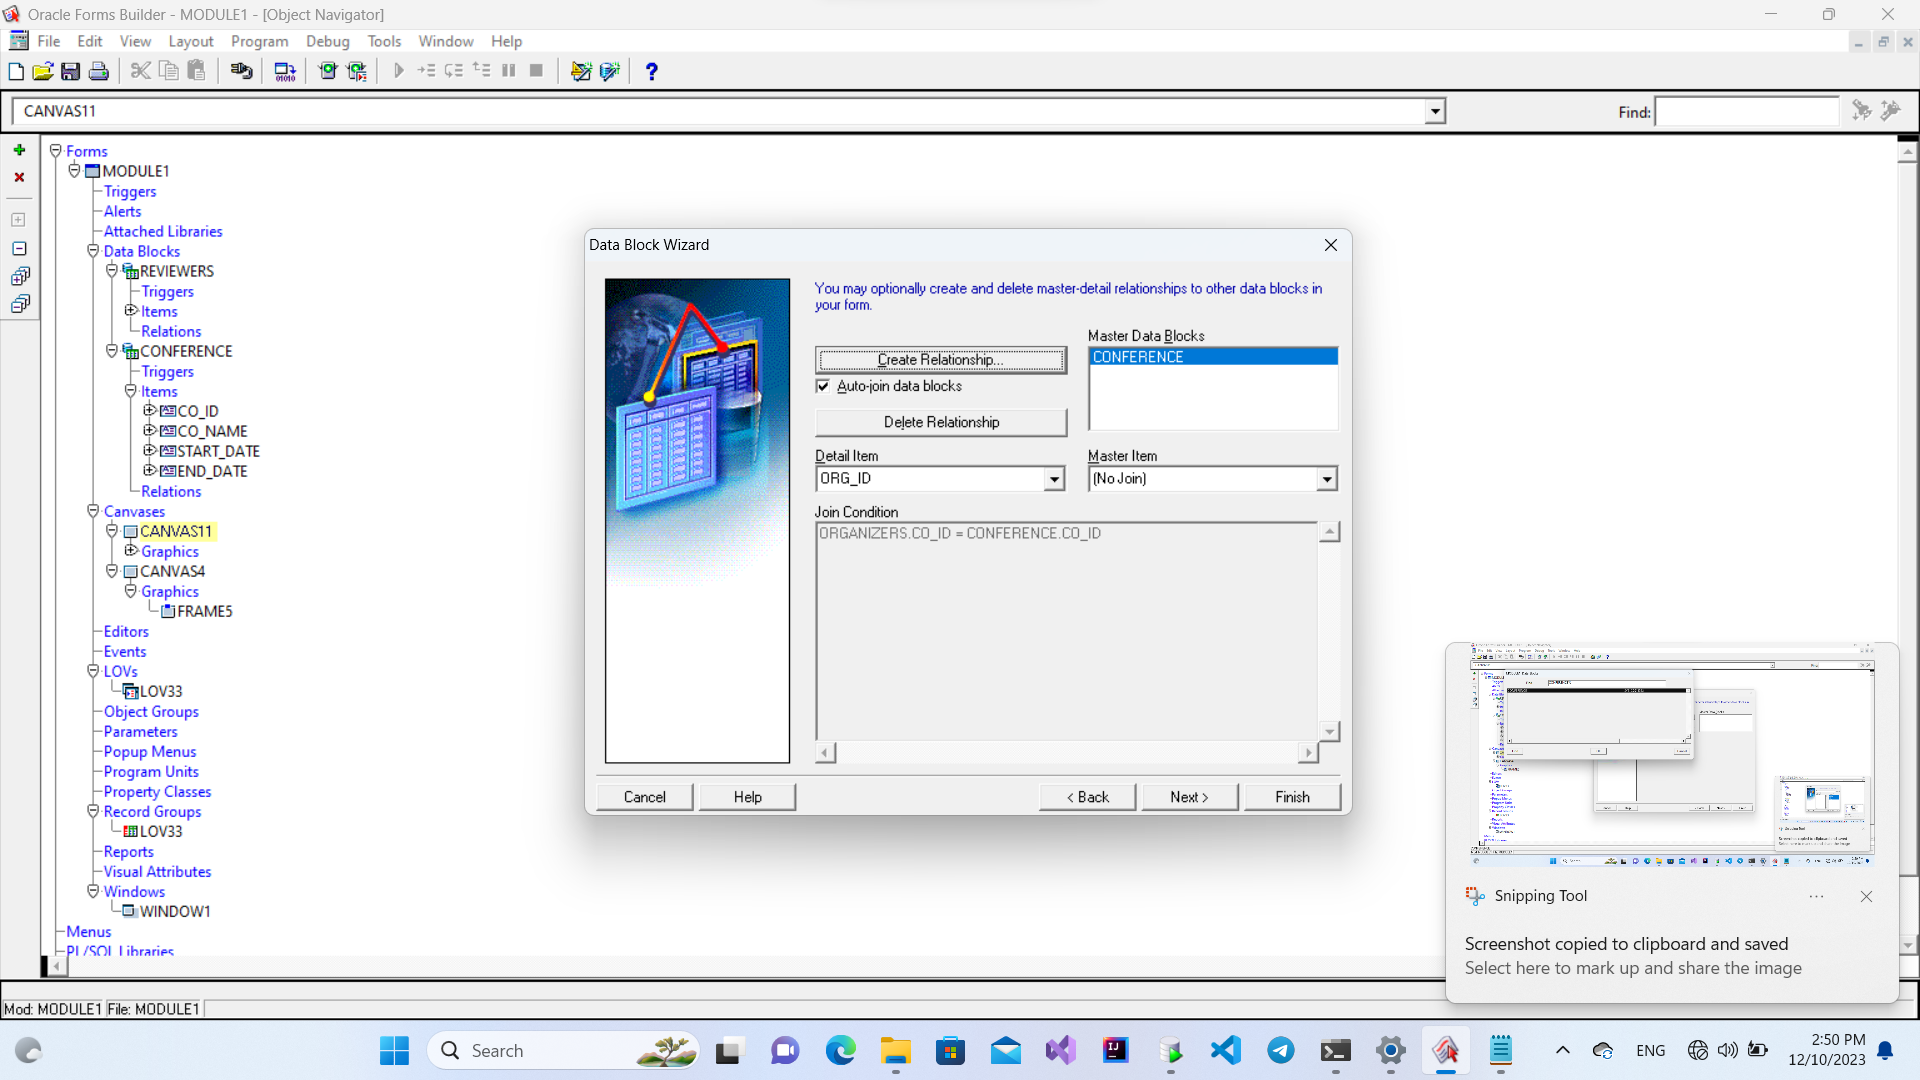 Oracle Forms Builder - MODULE1 - [Object Navigator]
File Edit View Layout Program Debug Tools Window Help
CANVAS11
Find:
Forms
MODULE1
Triggers
Alerts
Attached Libraries
Data Blocks
REVIEWERS
Triggers
Items
Relations
CONFERENCE
Triggers
Items
CO_ID
CO_NAME
START_DATE
END_DATE
Relations
Canvases
CANVAS11
Graphics
CANVAS4
Graphics
FRAME5
Editors
Events
LOVs
LOV33
Object Groups
Parameters
Popup Menus
Program Units
Property Classes
Record Groups
LOV33
Reports
Visual Attributes
Windows
WINDOW1
Menus
PL/SQL Libraries
Mod: MODULE1 File: MODULE1
Data Block Wizard
You may optionally create and delete master-detail relationships to other data blocks in
your form.
Create Relationship...
Auto-join data blocks
Delete Relationship
Master Data Blocks
CONFERENCE
Detail Item
ORG_ID
Master Item
(No Join)
Join Condition
ORGANIZERS.CO_ID = CONFERENCE.CO_ID
Cancel Help < Back Next > Finish
Snipping Tool
Screenshot copied to clipboard and saved
Select here to mark up and share the image
Search
ENG
2:50 PM
12/10/2023